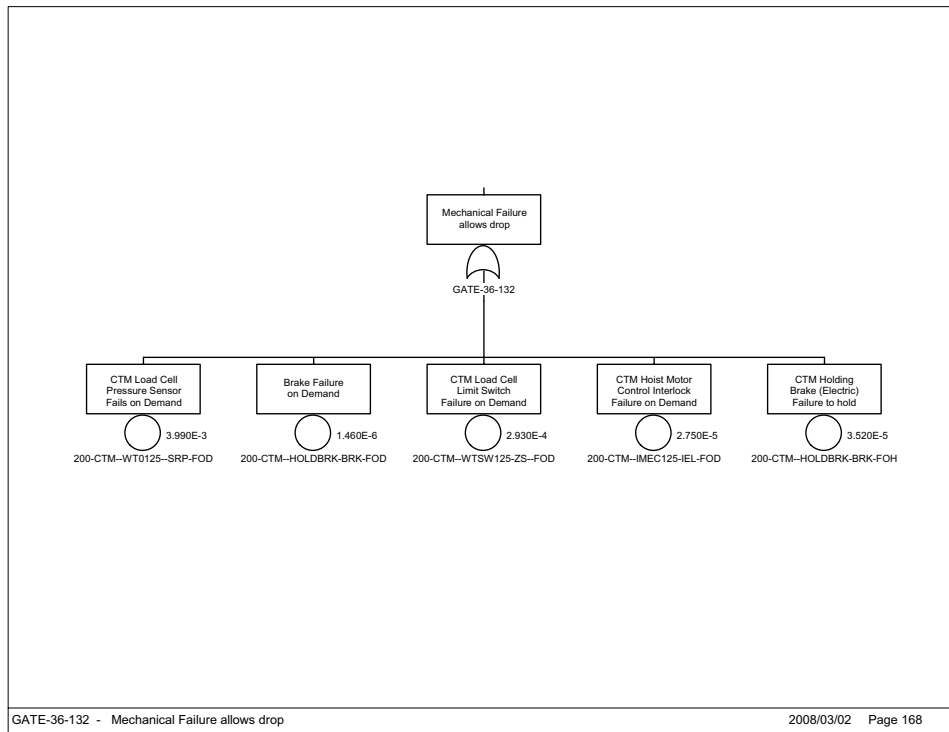 Mechanical Failure
allows drop
GATE-36-132
CTM Load Cell
Pressure Sensor
Fails on Demand
3.990E-3
200-CTM--WT0125--SRP-FOD
Brake Failure
on Demand
1.460E-6
200-CTM--HOLDBRK-BRK-FOD
CTM Load Cell
Limit Switch
Failure on Demand
2.930E-4
200-CTM--WTSW125-ZS--FOD
CTM Hoist Motor
Control Interlock
Failure on Demand
2.750E-5
200-CTM--IMEC125-IEL-FOD
CTM Holding
Brake (Electric)
Failure to hold
3.520E-5
200-CTM--HOLDBRK-BRK-FOH
GATE-36-132 - Mechanical Failure allows drop
2008/03/02 Page 168